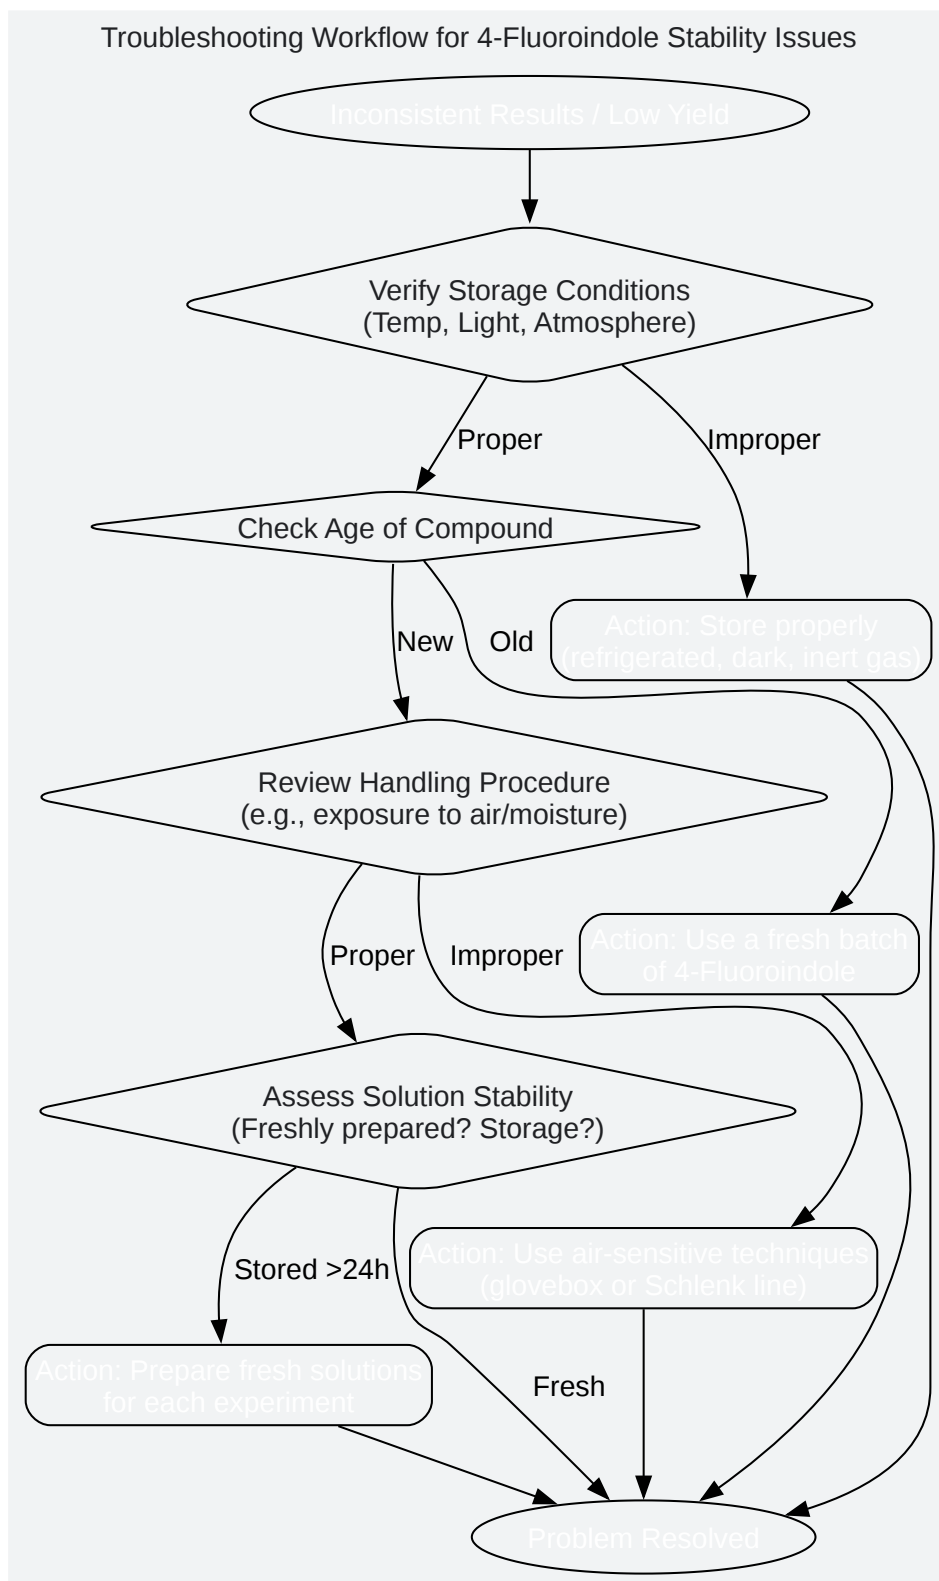 Troubleshooting Workflow for 4-Fluoroindole Stability Issues
Inconsistent Results / Low Yield
Verify Storage Conditions
(Temp, Light, Atmosphere)
Proper
Improper
Check Age of Compound
New
Old
Action: Store properly
(refrigerated, dark, inert gas)
Review Handling Procedure
(e.g., exposure to air/moisture)
Proper
Improper
Action: Use a fresh batch
of 4-Fluoroindole
Assess Solution Stability
(Freshly prepared? Storage?)
Stored >24h
Action: Use air-sensitive techniques
(glovebox or Schlenk line)
Action: Prepare fresh solutions
for each experiment
Fresh
Problem Resolved